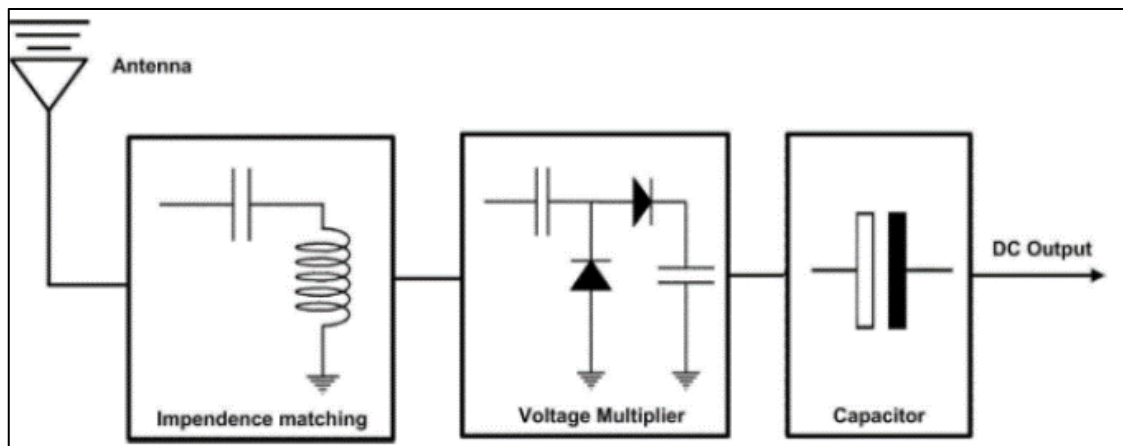 Antenna
DC Output
Impendence matching
Voltage Multiplier
Capacitor